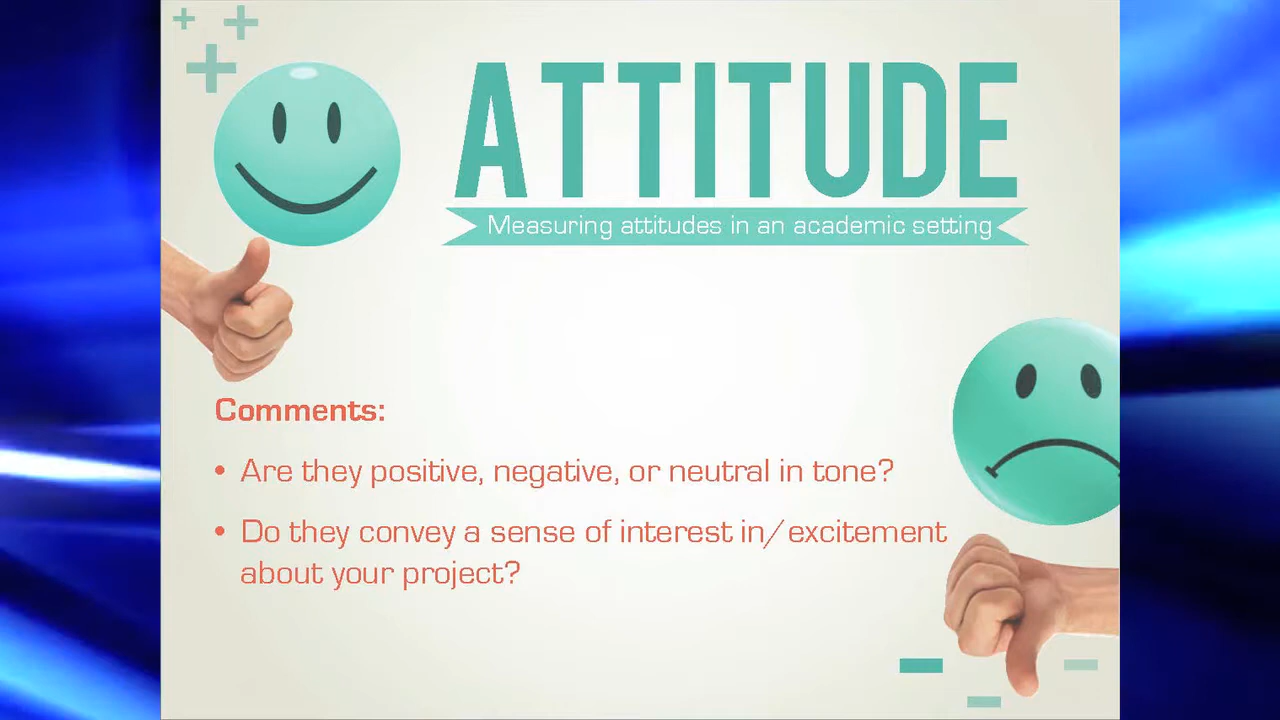 ATTITUDE
Measuring attitudes in an academic setting
Comments:
• Are they positive, negative, or neutral in tone?
• Do they convey a sense of interest in/excitement
about your project?